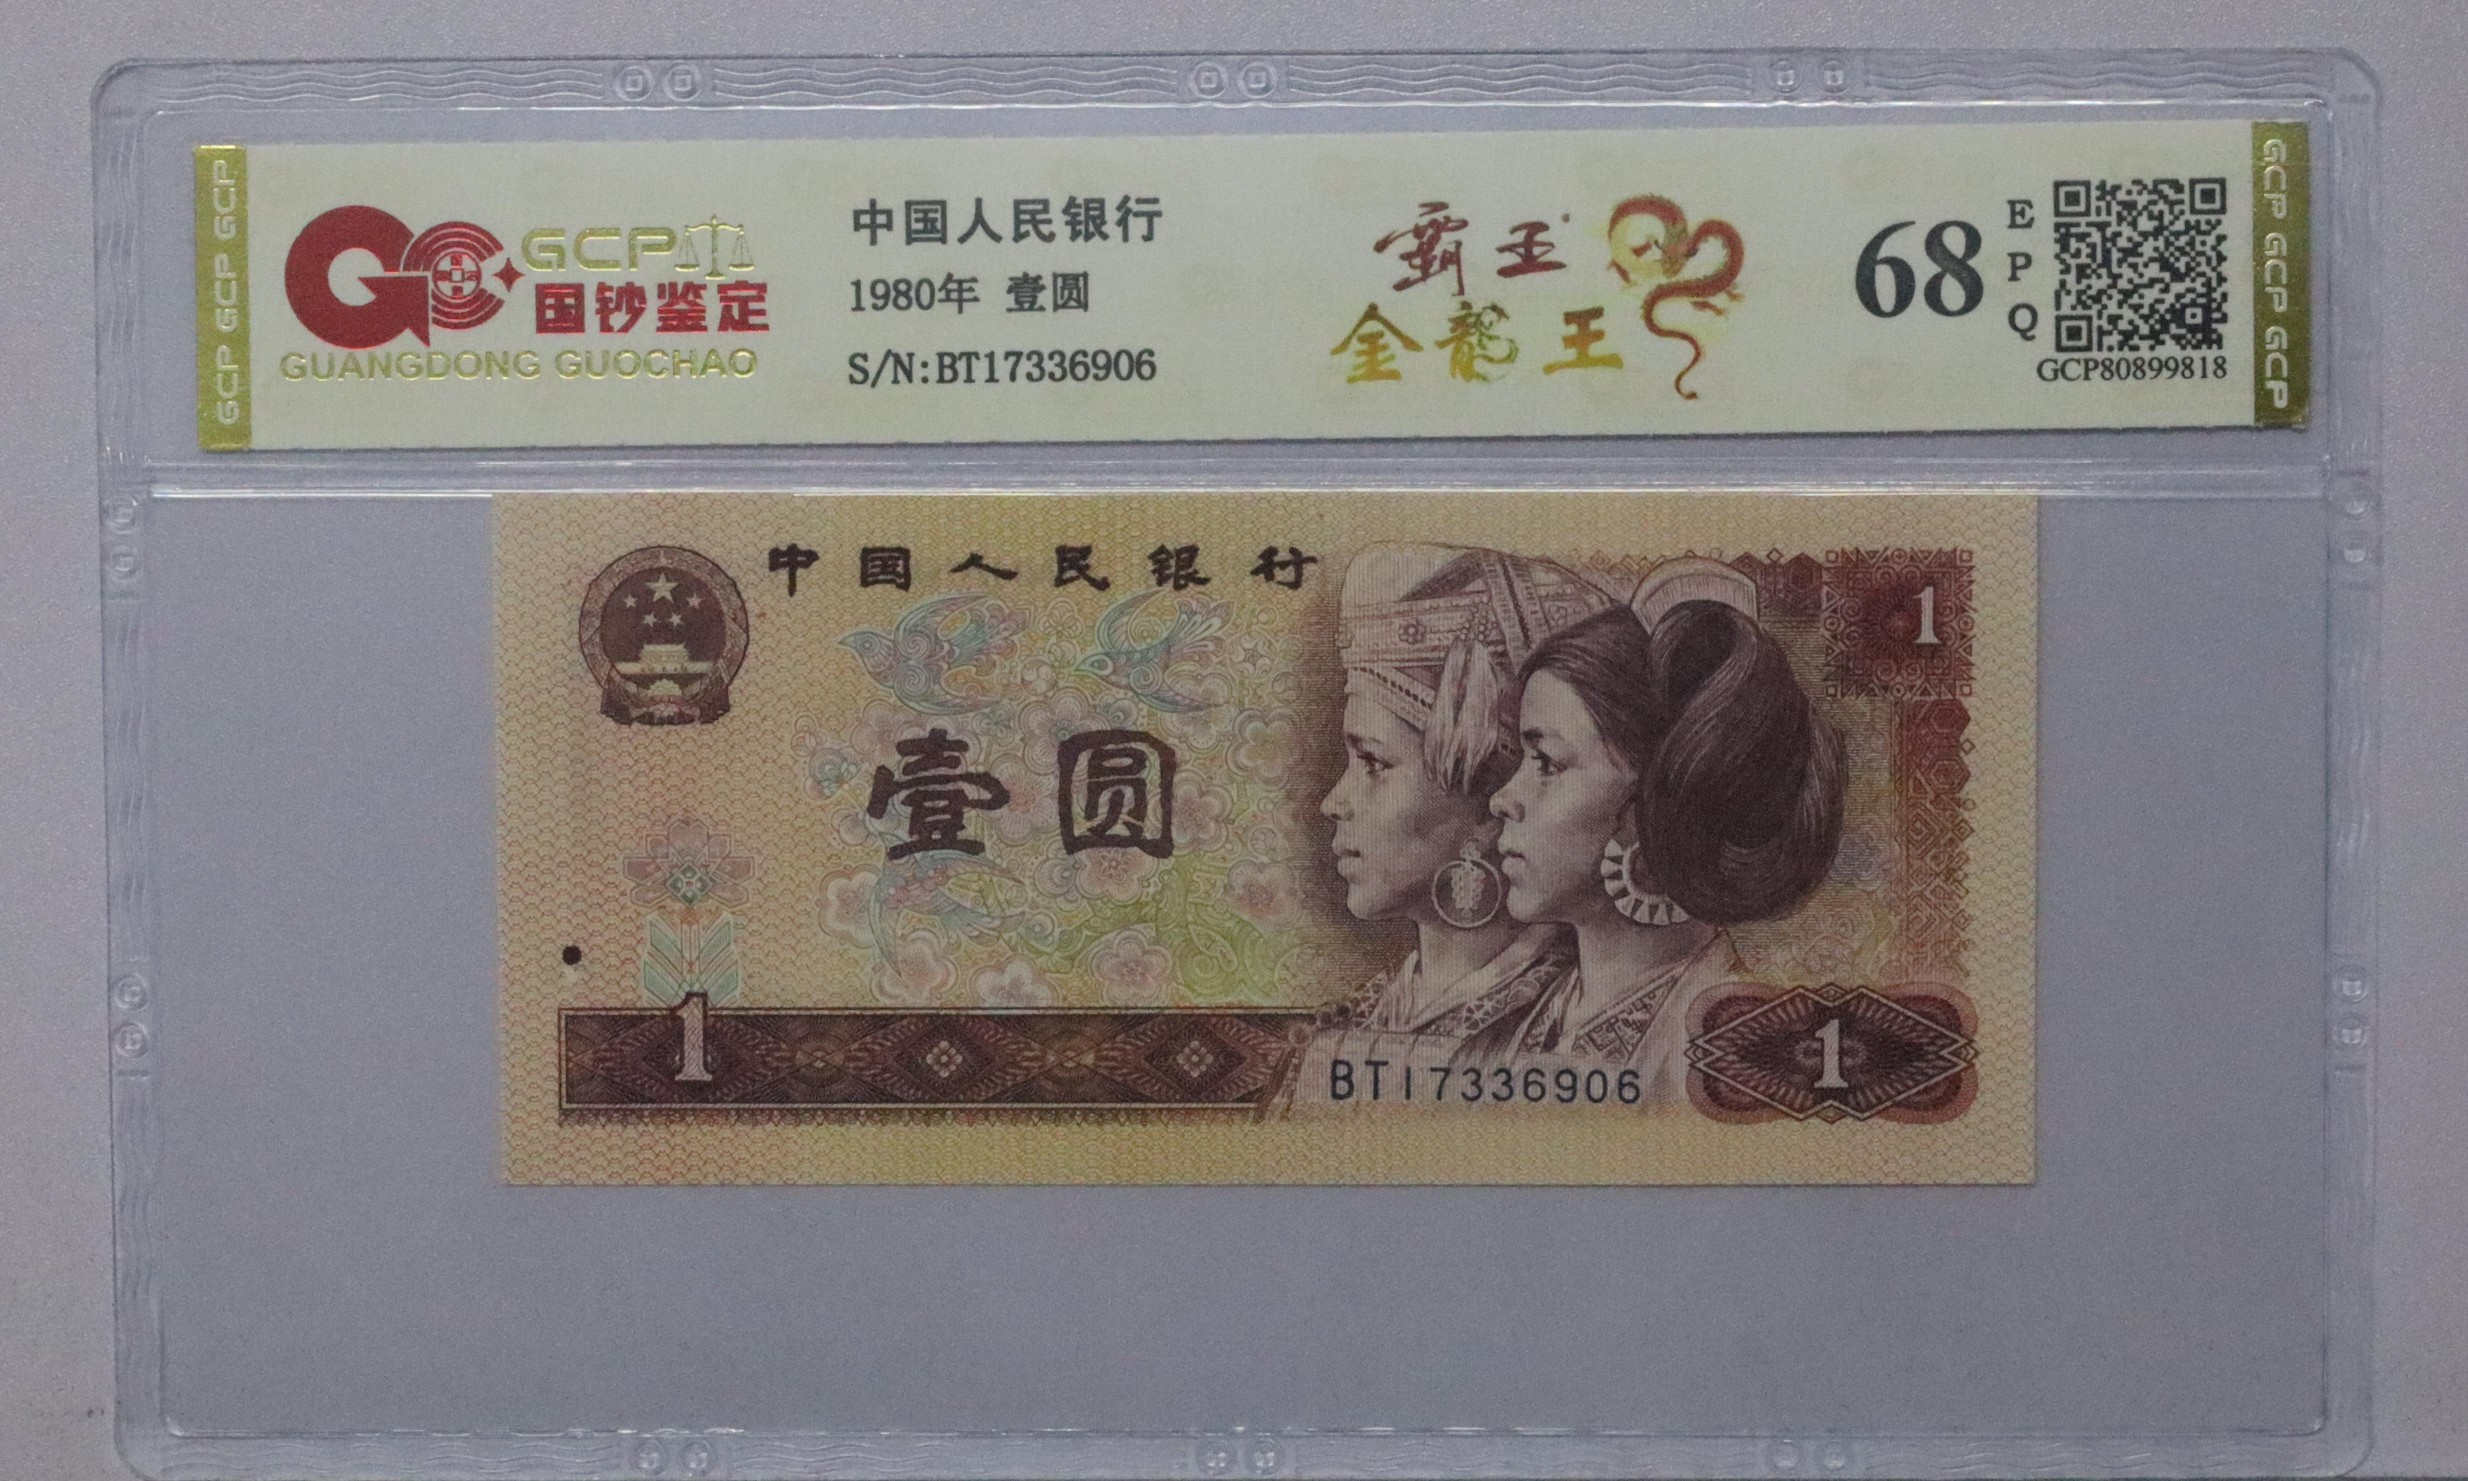 GCP GCP GCP
GCP
国钞鉴定
GUANGDONG GUOCHAO
中国人民银行
1980年 壹圆
S/N:BT17336906
霸王
金龍王
68
E
P
Q
GCP80899818
GCP GCP GCP
中国人民银行
1
壹圆
1
1
BT17336906